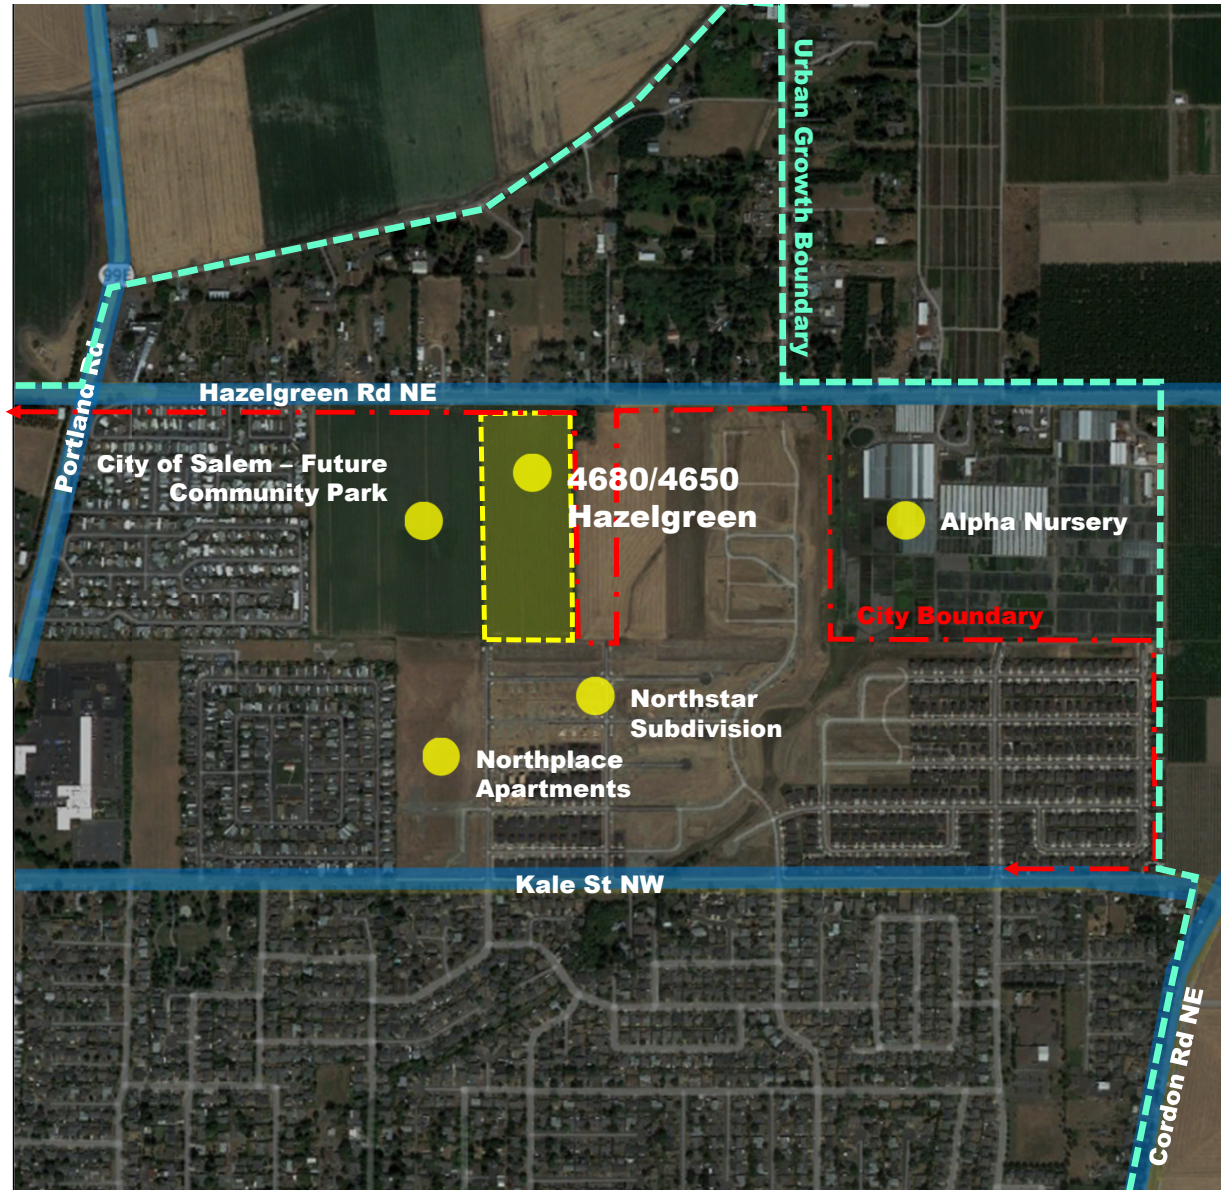 Urban Growth Boundary
99E
Portland Rd
Hazelgreen Rd NE
City of Salem – Future
Community Park
4680/4650
Hazelgreen
Alpha Nursery
City Boundary
Northstar
Subdivision
Northplace
Apartments
Kale St NW
Cordon Rd NE